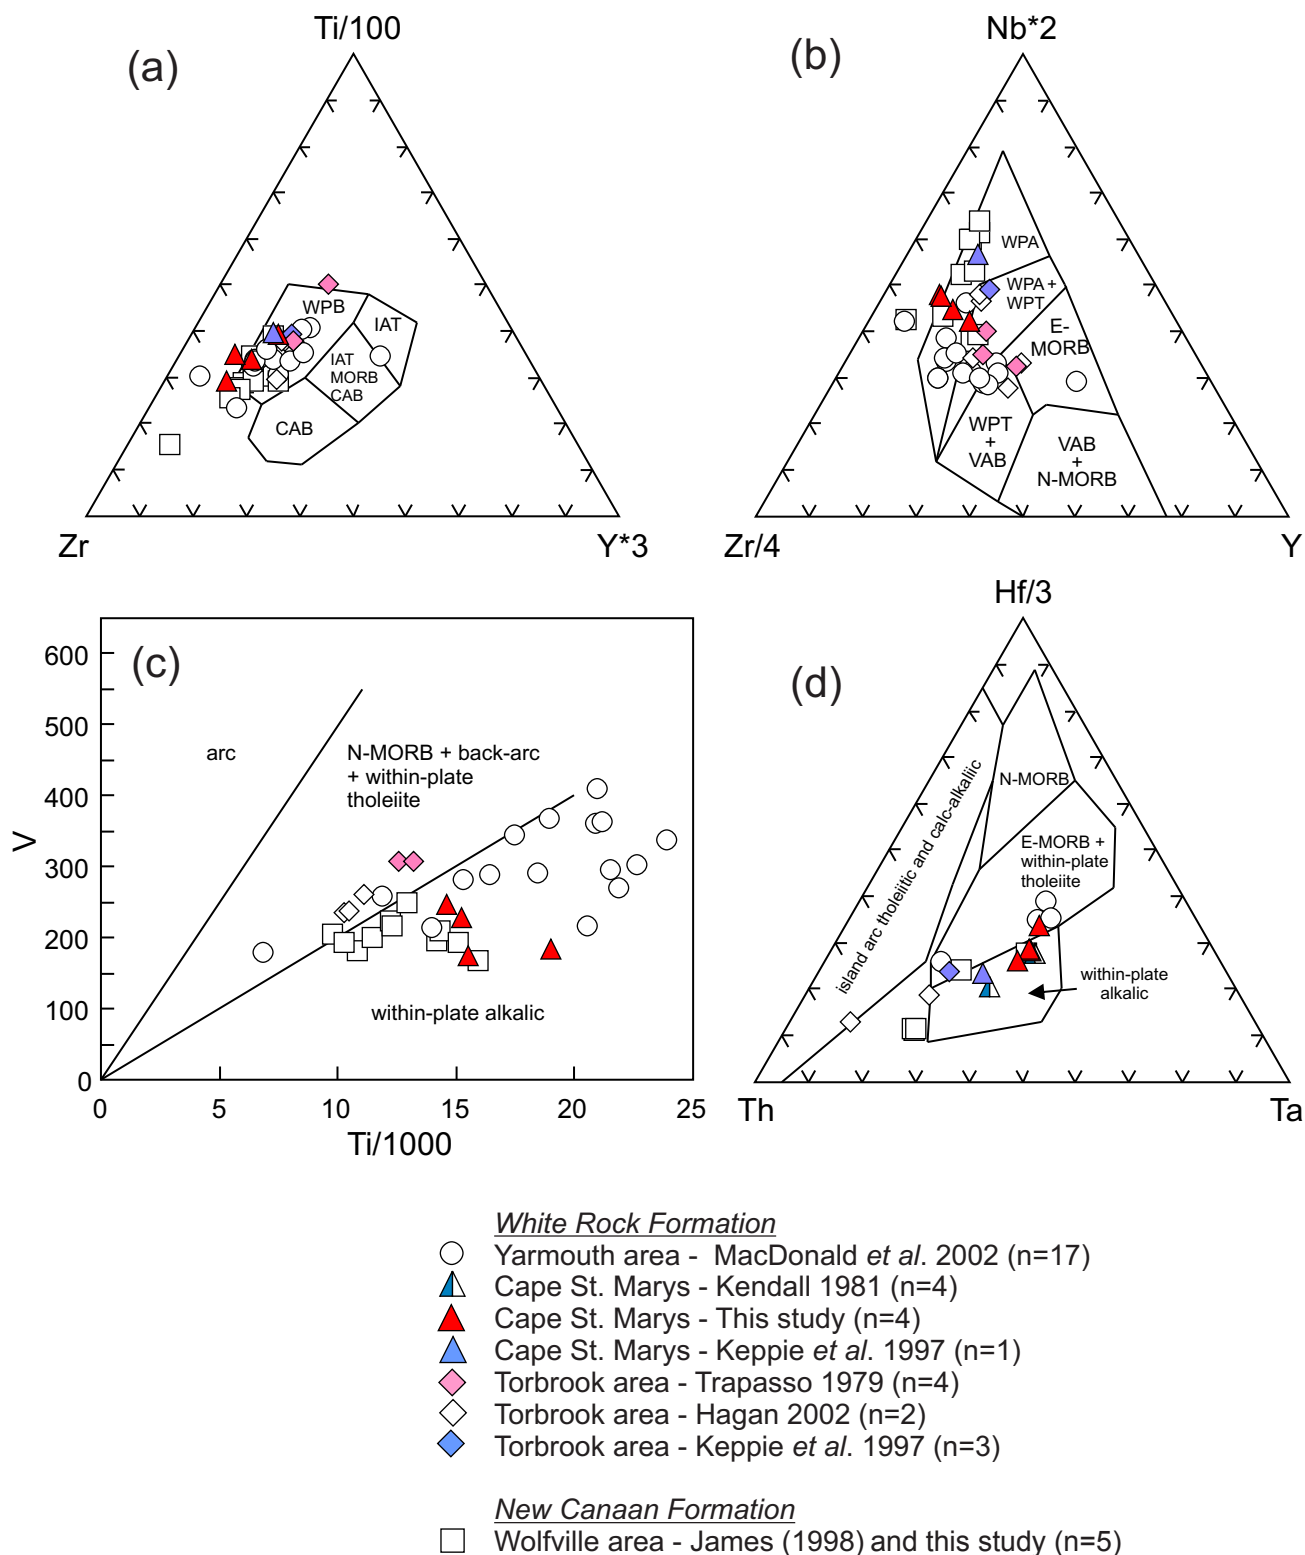 Ti/100
(a)
WPB
IAT
IAT
MORB
CAB
CAB
Zr
Y*3
Nb*2
(b)
WPA
WPA +
WPT
E-
MORB
WPT
+
VAB
VAB
+
N-MORB
Zr/4
Y
(c)
600
500
400
300
200
100
0
V
arc
N-MORB + back-arc
+ within-plate
tholeiite
within-plate alkalic
0
5
10
15
20
25
Ti/1000
Hf/3
(d)
island arc tholeiitic and calc-alkaliic
N-MORB
E-MORB +
within-plate
tholeiite
within-plate
alkalic
Th
Ta
White Rock Formation
Yarmouth area - MacDonald et al. 2002 (n=17)
Cape St. Marys - Kendall 1981 (n=4)
Cape St. Marys - This study (n=4)
Cape St. Marys - Keppie et al. 1997 (n=1)
Torbrook area - Trapasso 1979 (n=4)
Torbrook area - Hagan 2002 (n=2)
Torbrook area - Keppie et al. 1997 (n=3)
New Canaan Formation
Wolfville area - James (1998) and this study (n=5)